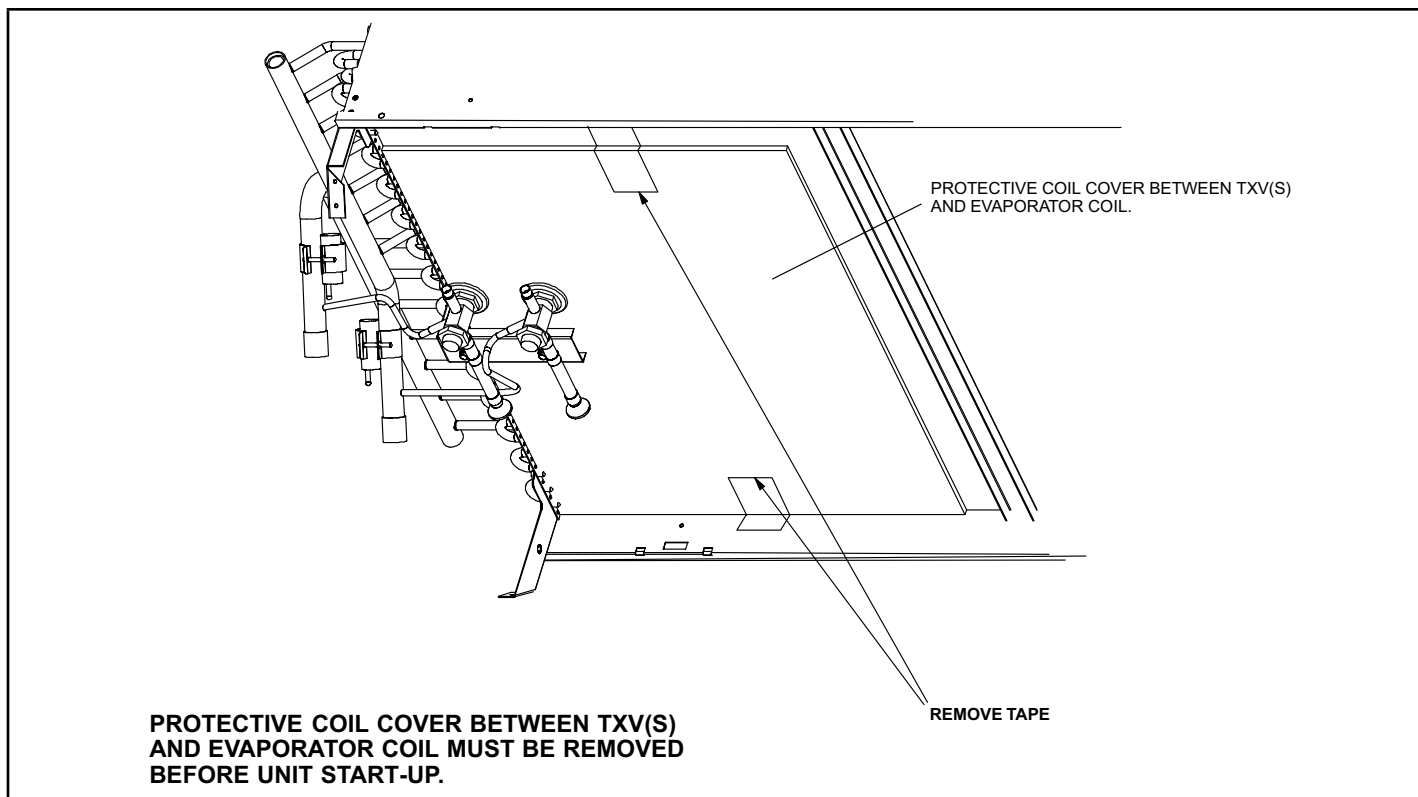 PROTECTIVE COIL COVER BETWEEN TXV(S)
AND EVAPORATOR COIL.
REMOVE TAPE
PROTECTIVE COIL COVER BETWEEN TXV(S)
AND EVAPORATOR COIL MUST BE REMOVED
BEFORE UNIT START-UP.